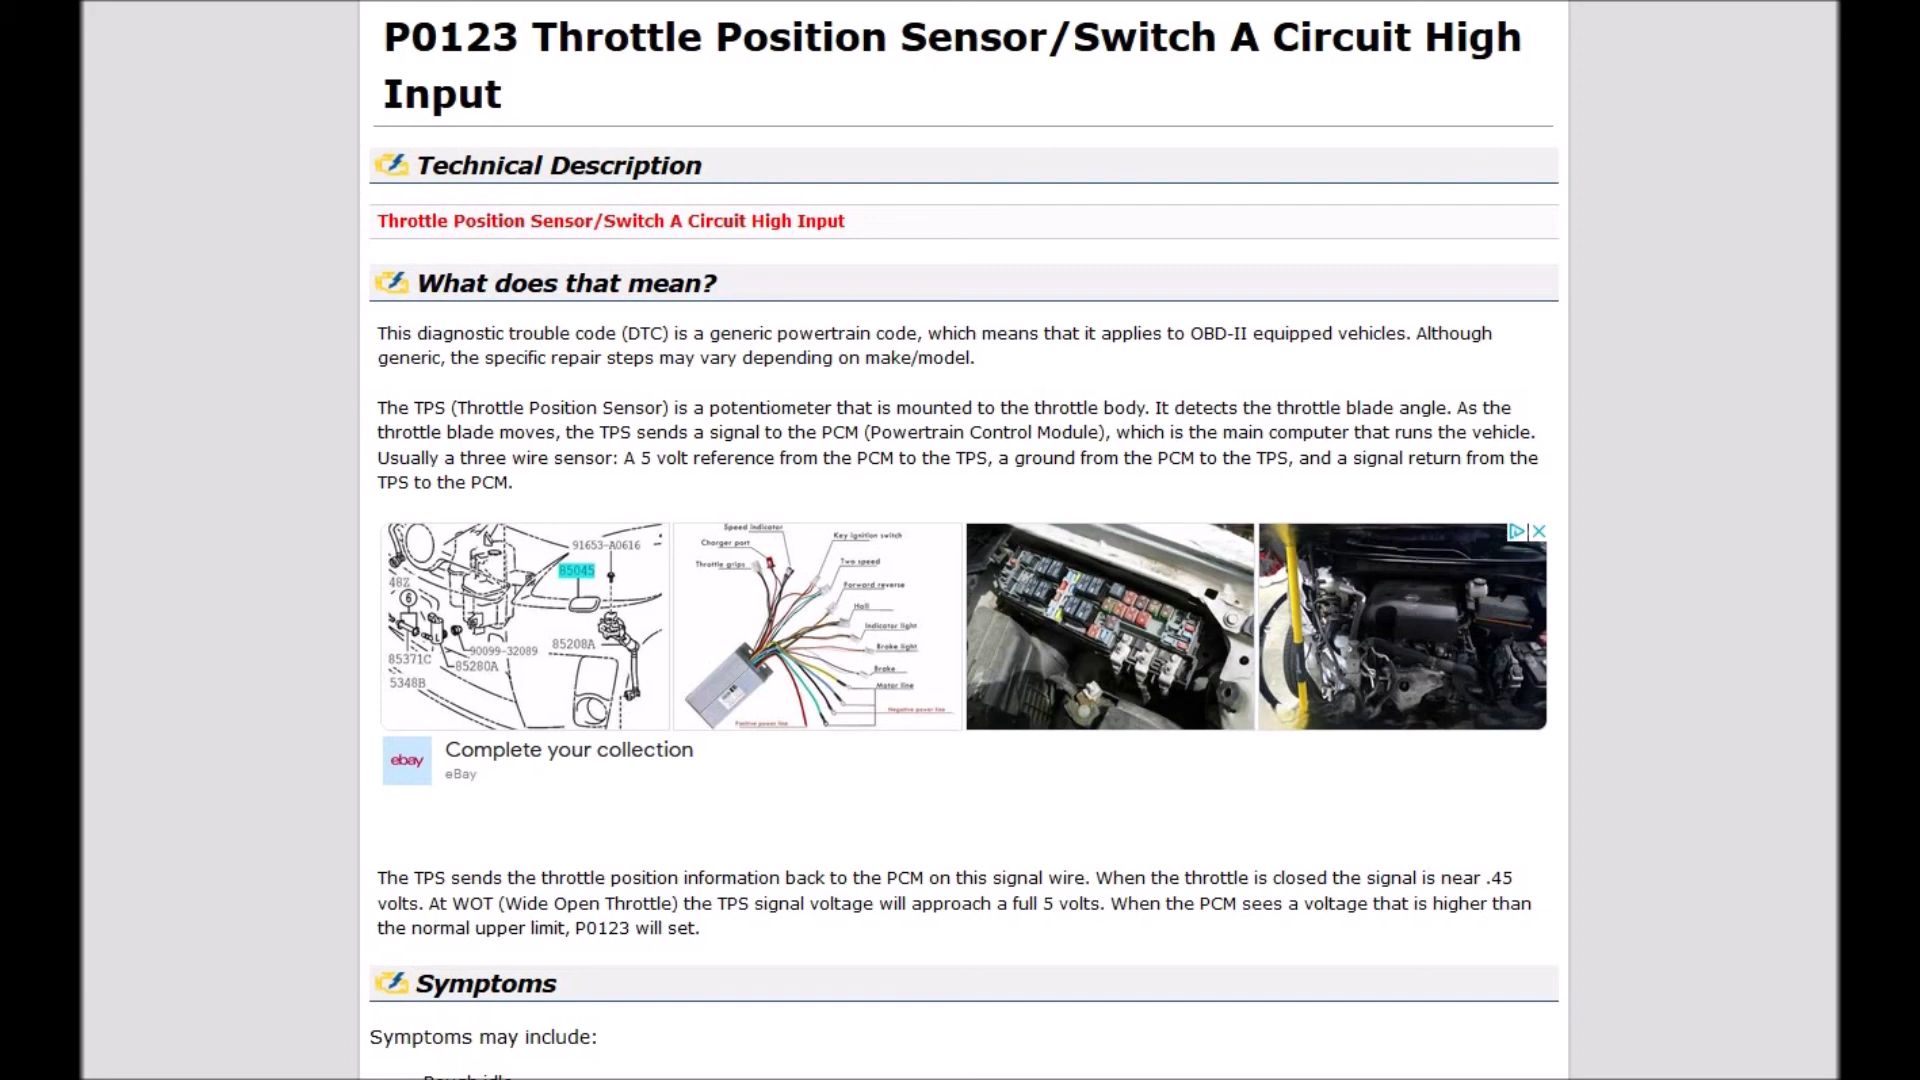 P0123 Throttle Position Sensor/Switch A Circuit High
Input
Technical Description
Throttle Position Sensor/Switch A Circuit High Input
What does that mean?
This diagnostic trouble code (DTC) is a generic powertrain code, which means that it applies to OBD-II equipped vehicles. Although
generic, the specific repair steps may vary depending on make/model.
The TPS (Throttle Position Sensor) is a potentiometer that is mounted to the throttle body. It detects the throttle blade angle. As the
throttle blade moves, the TPS sends a signal to the PCM (Powertrain Control Module), which is the main computer that runs the vehicle.
Usually a three wire sensor: A 5 volt reference from the PCM to the TPS, a ground from the PCM to the TPS, and a signal return from the
TPS to the PCM.
91653-A0616
85045
48Z
6
90099-32089
85208A
85371C
85280A
5348B
Speed indicator
Charger port
Key ignition switch
Throttle grips
Two speed
Forward reverse
Hall
Indicator light
Brake light
Brake
Motor line
Negative power line
Positive power line
ebay
Complete your collection
eBay
The TPS sends the throttle position information back to the PCM on this signal wire. When the throttle is closed the signal is near .45
volts. At WOT (Wide Open Throttle) the TPS signal voltage will approach a full 5 volts. When the PCM sees a voltage that is higher than
the normal upper limit, P0123 will set.
Symptoms
Symptoms may include:
Rough idle